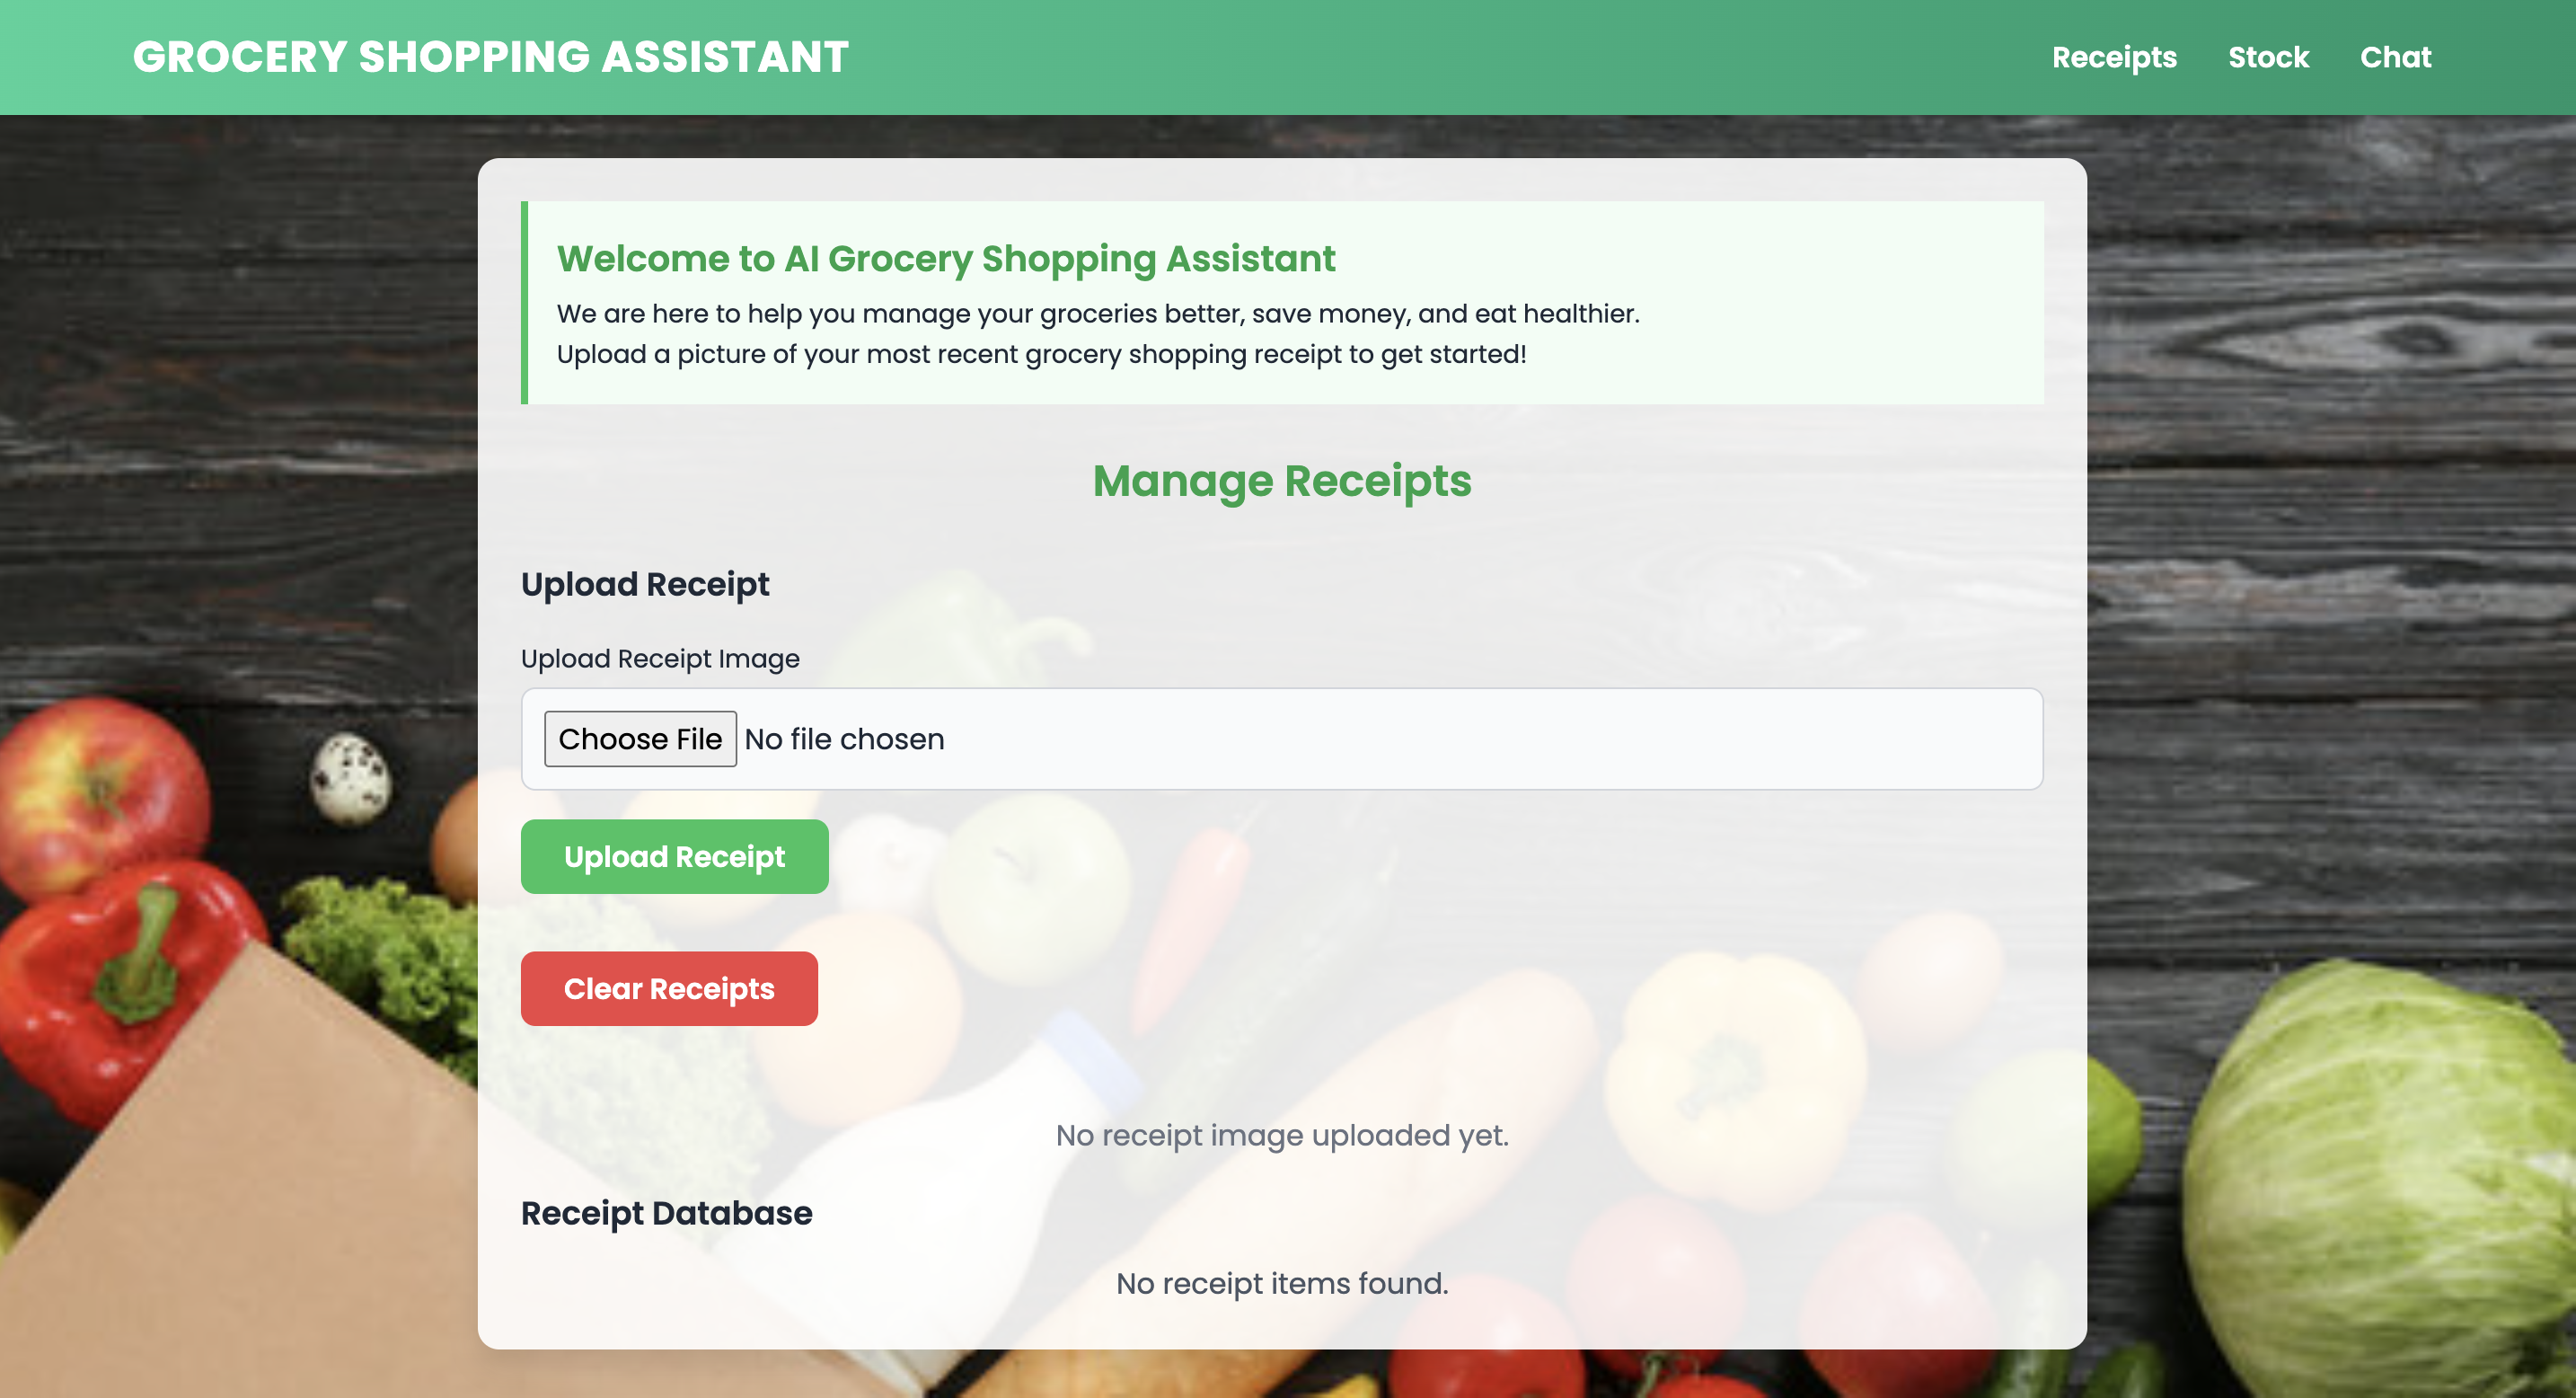 GROCERY SHOPPING ASSISTANT
Receipts Stock Chat
Welcome to AI Grocery Shopping Assistant
We are here to help you manage your groceries better, save money, and eat healthier.
Upload a picture of your most recent grocery shopping receipt to get started!
Manage Receipts
Upload Receipt
Upload Receipt Image
Choose File No file chosen
Upload Receipt
Clear Receipts
No receipt image uploaded yet.
Receipt Database
No receipt items found.